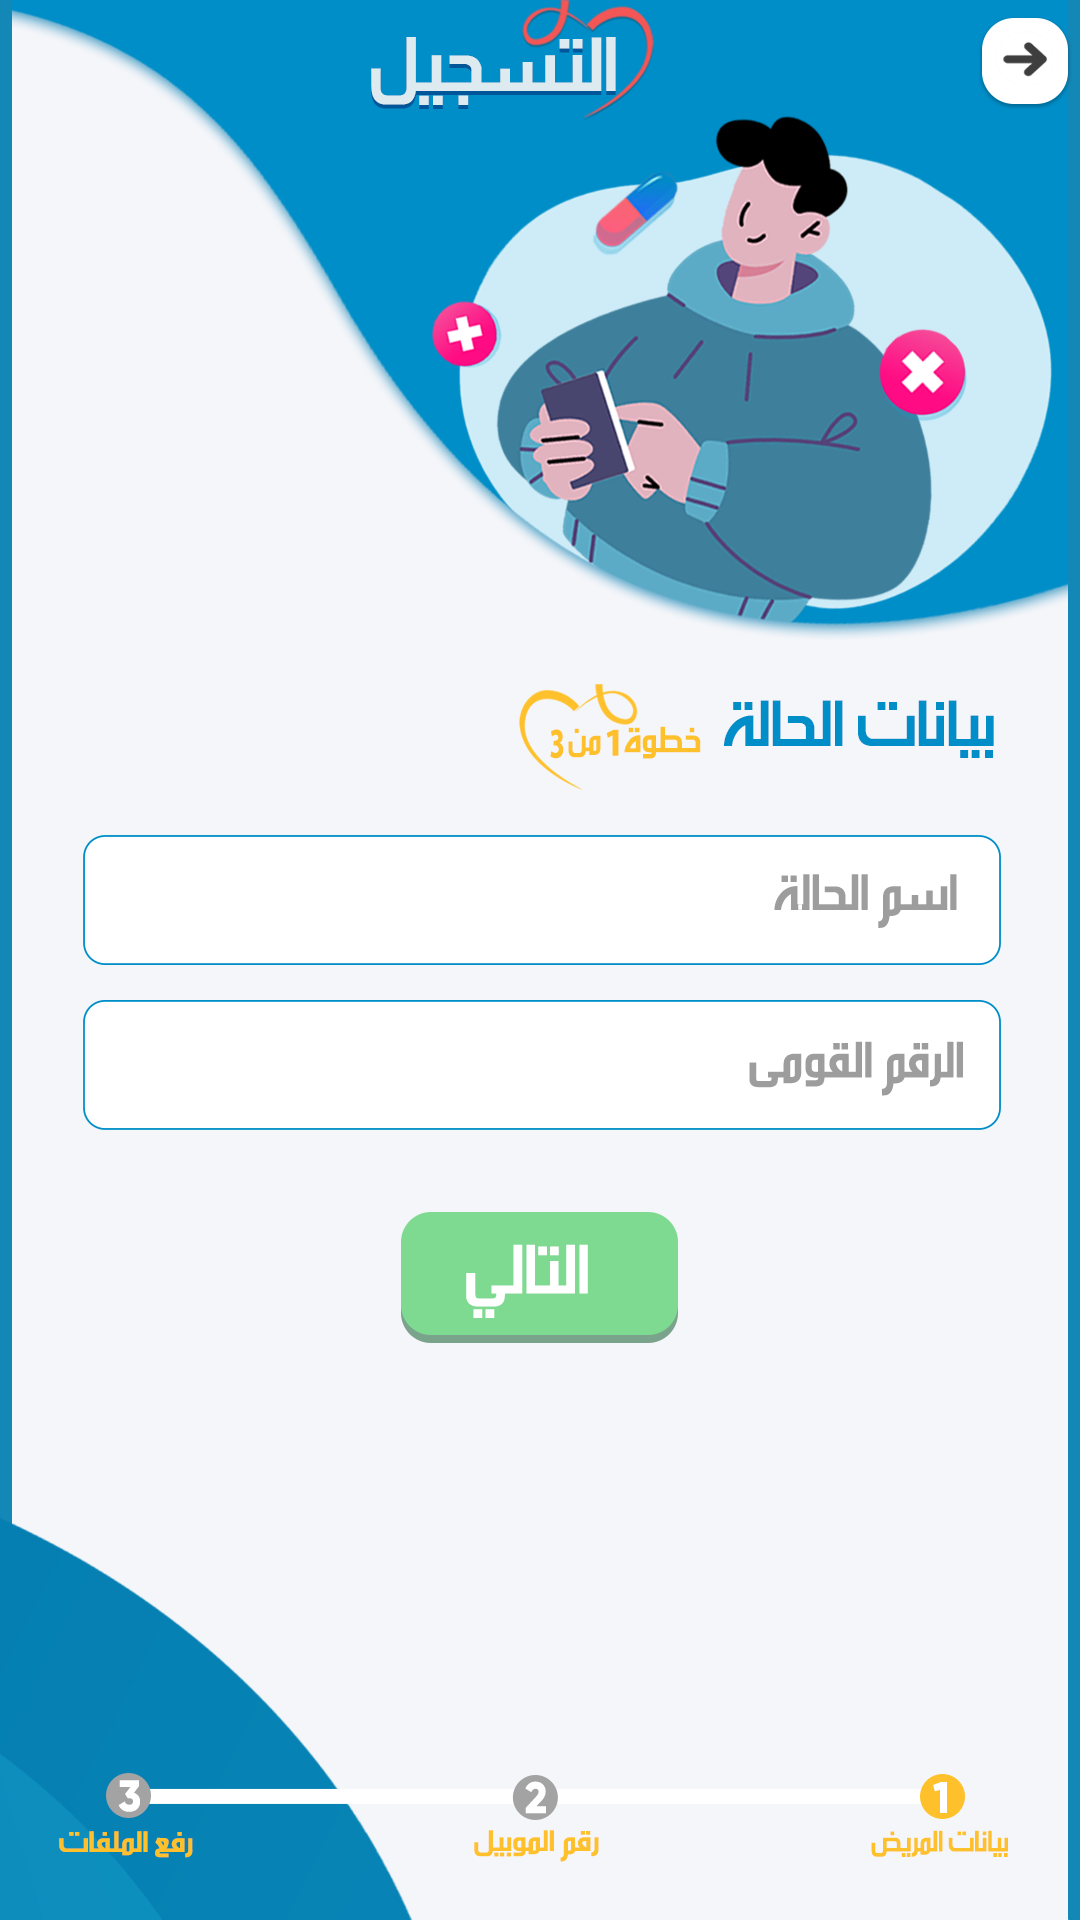 التسجيل
بيانات الحالة
خطوة 1 من 3
اسم الحالة
الرقم القومى
التالي
1
2
3
بيانات المريض
رقم الموبيل
رفع الملفات